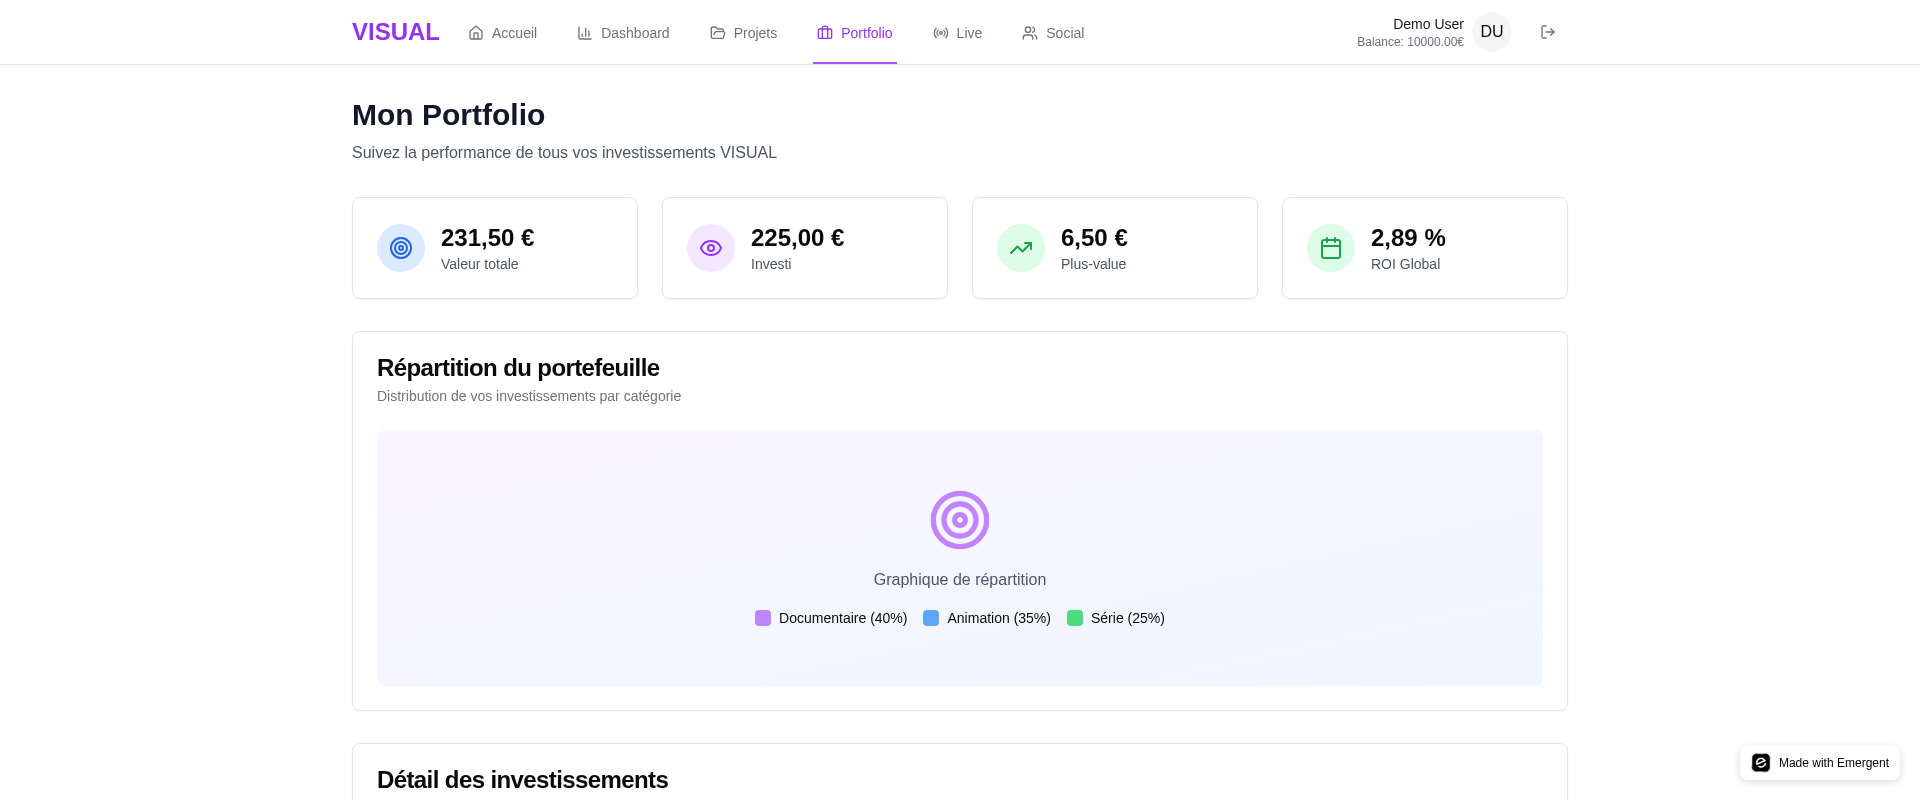 VISUAL
Accueil
Dashboard
Projets
Portfolio
Live
Social
Demo User
Balance: 10000.00€
DU
Mon Portfolio
Suivez la performance de tous vos investissements VISUAL
231,50 €
Valeur totale
225,00 €
Investi
6,50 €
Plus-value
2,89 %
ROI Global
Répartition du portefeuille
Distribution de vos investissements par catégorie
Graphique de répartition
Documentaire (40%)
Animation (35%)
Série (25%)
Détail des investissements
Made with Emergent